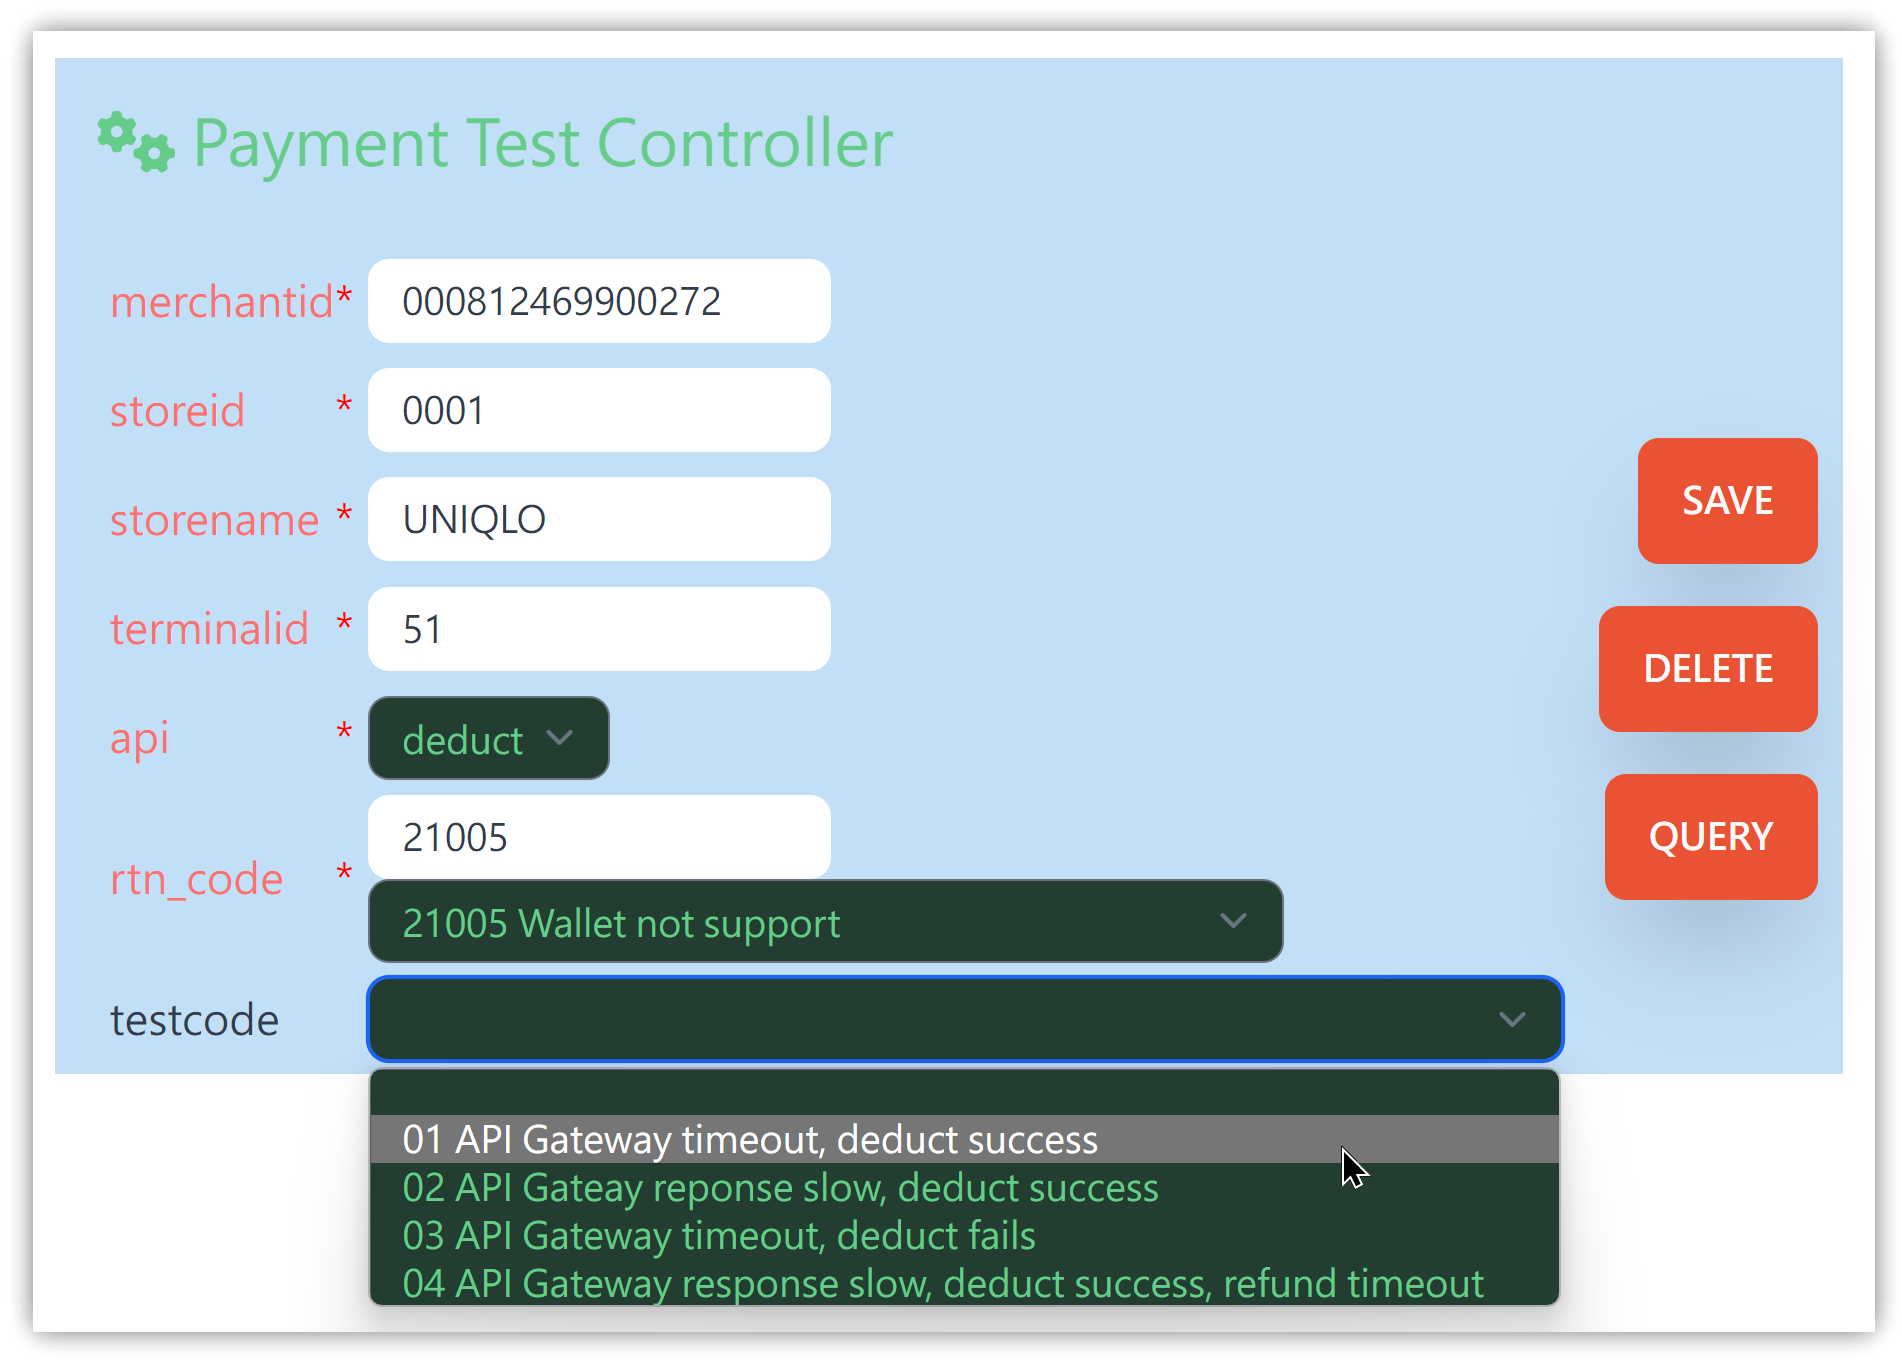 Payment Test Controller
merchantid* 000812469900272
storeid * 0001
storename * UNIQLO
terminalid * 51
api * deduct
21005
rtn_code *
21005 Wallet not support
testcode
SAVE
DELETE
QUERY
01 API Gateway timeout, deduct success
02 API Gateay reponse slow, deduct success
03 API Gateway timeout, deduct fails
04 API Gateway response slow, deduct success, refund timeout